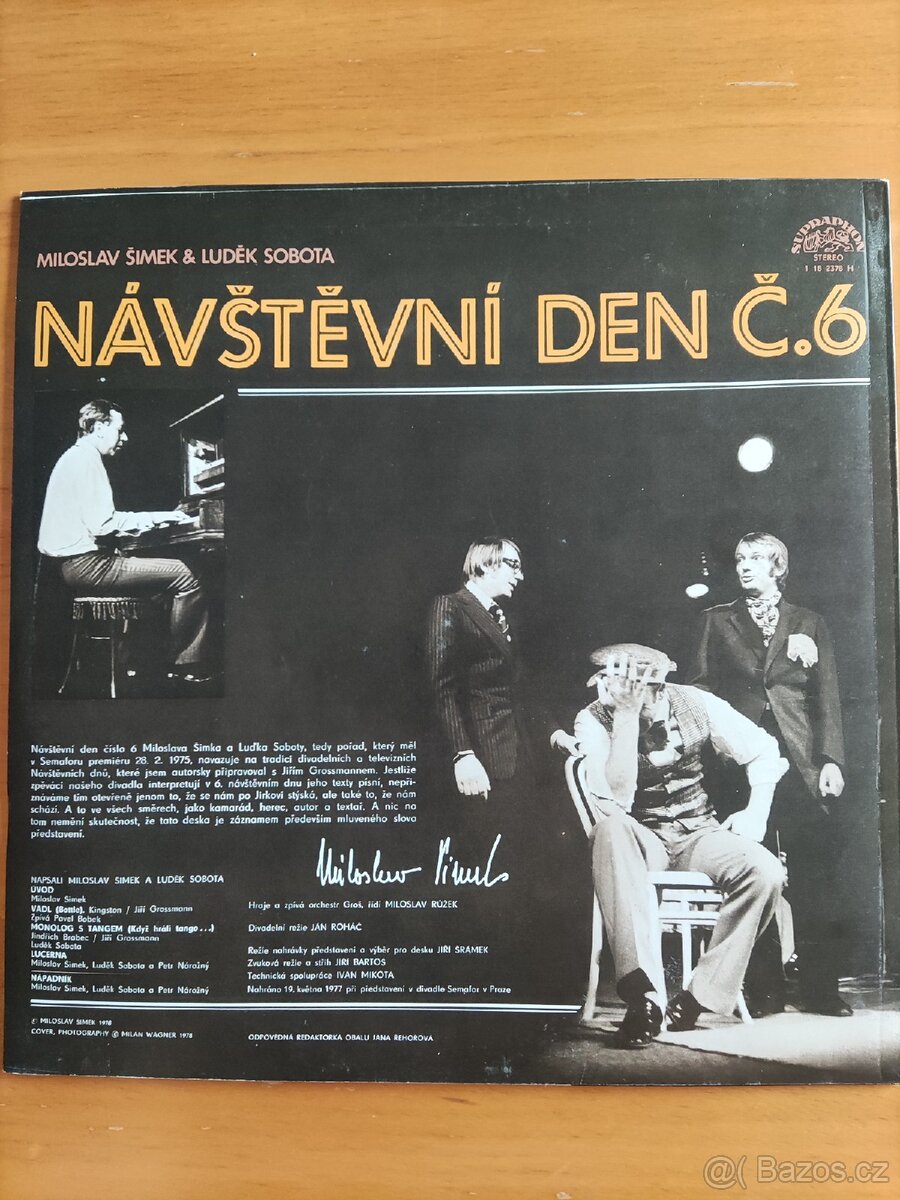 MILOSLAV ŠIMEK & LUDĚK SOBOTA
SUPRAPHON
STEREO
1 18 2378 H
NÁVŠTĚVNÍ DEN Č.6
Návštěvní den číslo 6 Miloslava Šimka a Luďka Soboty, tedy pořad, který měl
v Semaforu premiéru 28. 2. 1975, navazuje na tradici divadelních a televizních
Návštěvních dnů, které jsem autorsky připravoval s Jiřím Grossmannem. Jestliže
zpěváci našeho divadla interpretují v 6. návštěvním dnu jeho texty písní, nepři-
znáváme tím otevřeně jenom to, že se nám po Jirkovi stýská, ale také to, že nám
schází. A to ve všech směrech, jako kamarád, herec, autor a textař. A nic na
tom nemění skutečnost, že tato deska je záznamem především mluveného slova
představení.
Miloslav Šimek
NAPSALI MILOSLAV ŠIMEK A LUDĚK SOBOTA
ÚVOD
Miloslav Šimek
VADL (Battle), Kingston / Jiří Grossmann
Zpívá Pavel Bobek
MONOLOG S TANGEM (Když hráli tango...)
Jindřich Brabec / Jiří Grossmann
Luděk Sobota
LUCERNA
Miloslav Šimek, Luděk Sobota a Petr Nárožný
NÁPADNÍK
Miloslav Šimek, Luděk Sobota a Petr Nárožný
Hraje a zpívá orchestr Groš, řídí MILOSLAV RŮŽEK
Divadelní režie JÁN ROHÁČ
Režie nahrávky představení a výběr pro desku JIŘÍ ŠRÁMEK
Zvuková režie a střih JIŘÍ BARTOŠ
Technická spolupráce IVAN MIKOTA
Nahráno 19. května 1977 při představení v divadle Semafor v Praze
© MILOSLAV ŠIMEK 1978
COVER, PHOTOGRAPHY © MILAN WAGNER 1978
ODPOVĚDNÁ REDAKTORKA OBALU JANA ŘEHOŘOVÁ
@( Bazos.cz